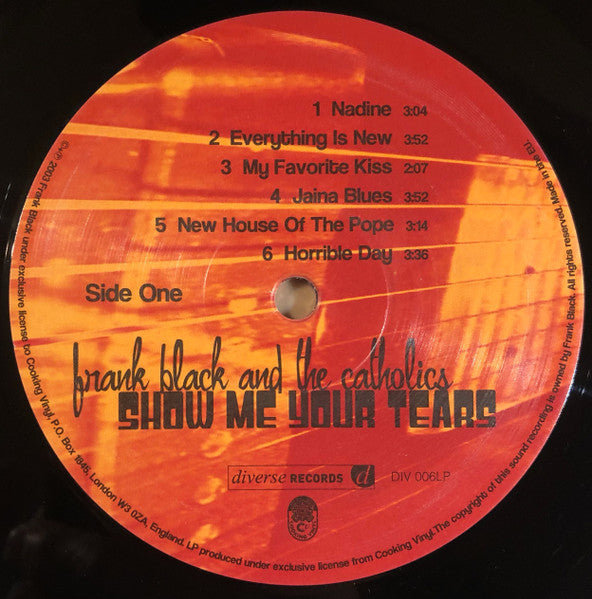 1 Nadine 3:04
2 Everything Is New 3:52
3 My Favorite Kiss 2:07
4 Jaina Blues 3:52
5 New House Of The Pope 3:14
6 Horrible Day 3:36
Side One
frank black and the catholics
SHOW ME YOUR TEARS
diverse RECORDS d DIV 006LP
COOKING VINYL
©+℗ 2003 Frank Black under exclusive license to Cooking Vinyl, P.O. Box 1845, London W3 0ZA, England. LP produced under exclusive license from Cooking Vinyl.The copyright of this sound recording is owned by Frank Black. All rights reserved. Made in the EU.